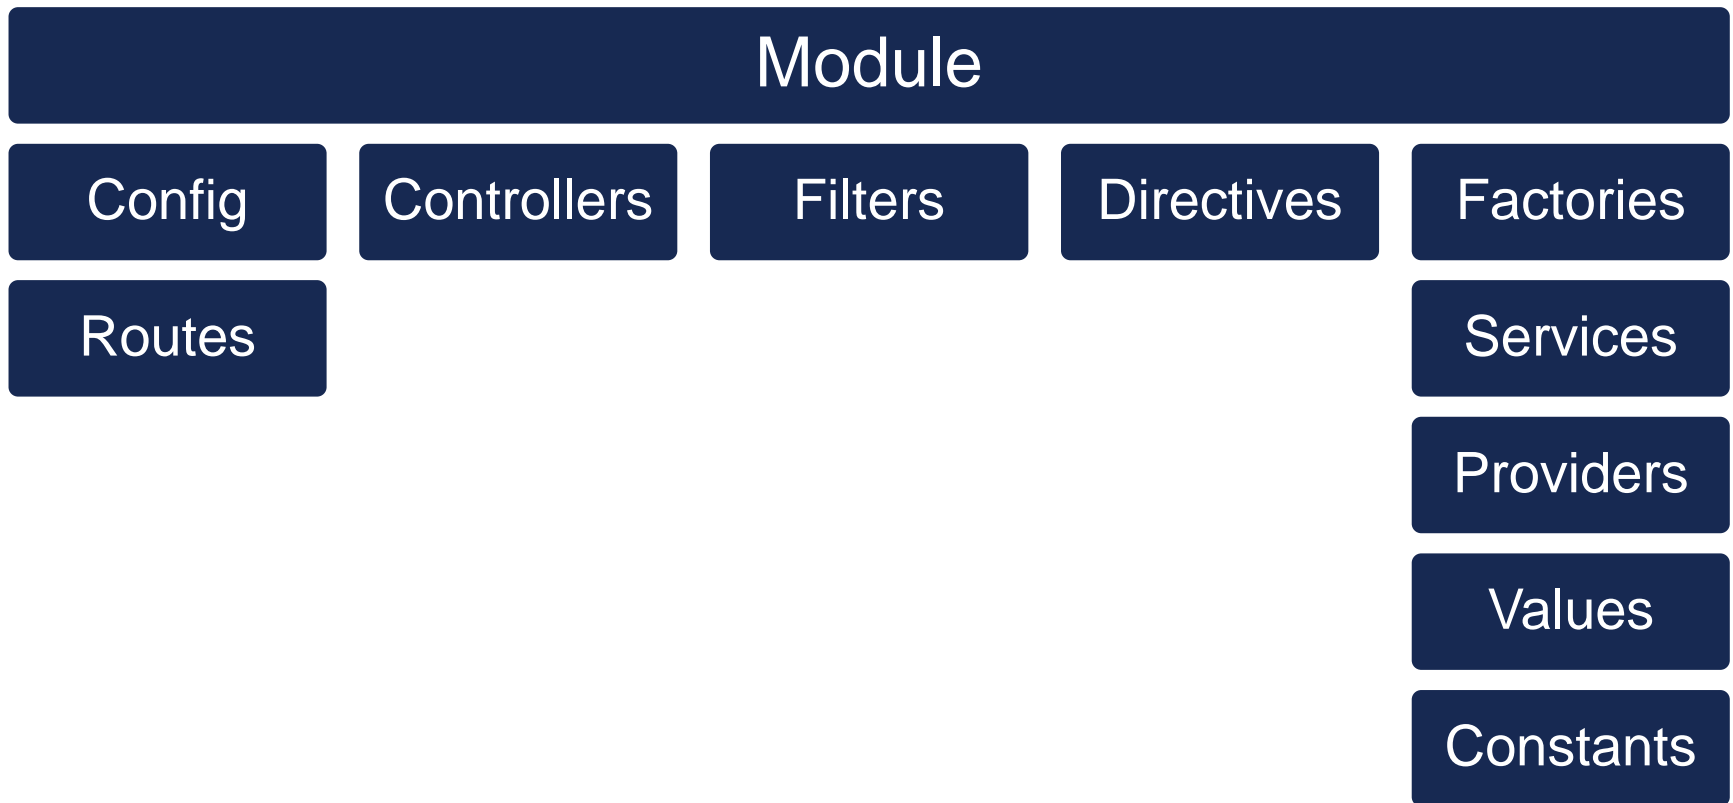 Module
Config
Controllers
Filters
Directives
Factories
Routes
Services
Providers
Values
Constants